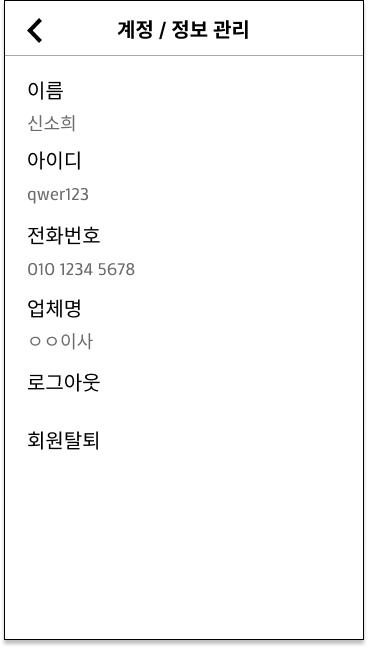 계정 / 정보 관리
이름
신소희
아이디
qwer123
전화번호
010 1234 5678
업체명
ㅇㅇ이사
로그아웃
회원탈퇴